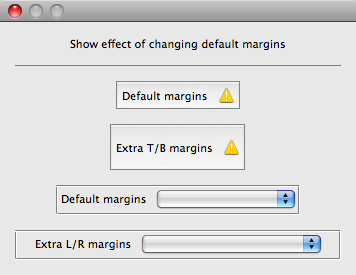 Show effect of changing default margins
Default margins
Extra T/B margins
Default margins
Extra L/R margins